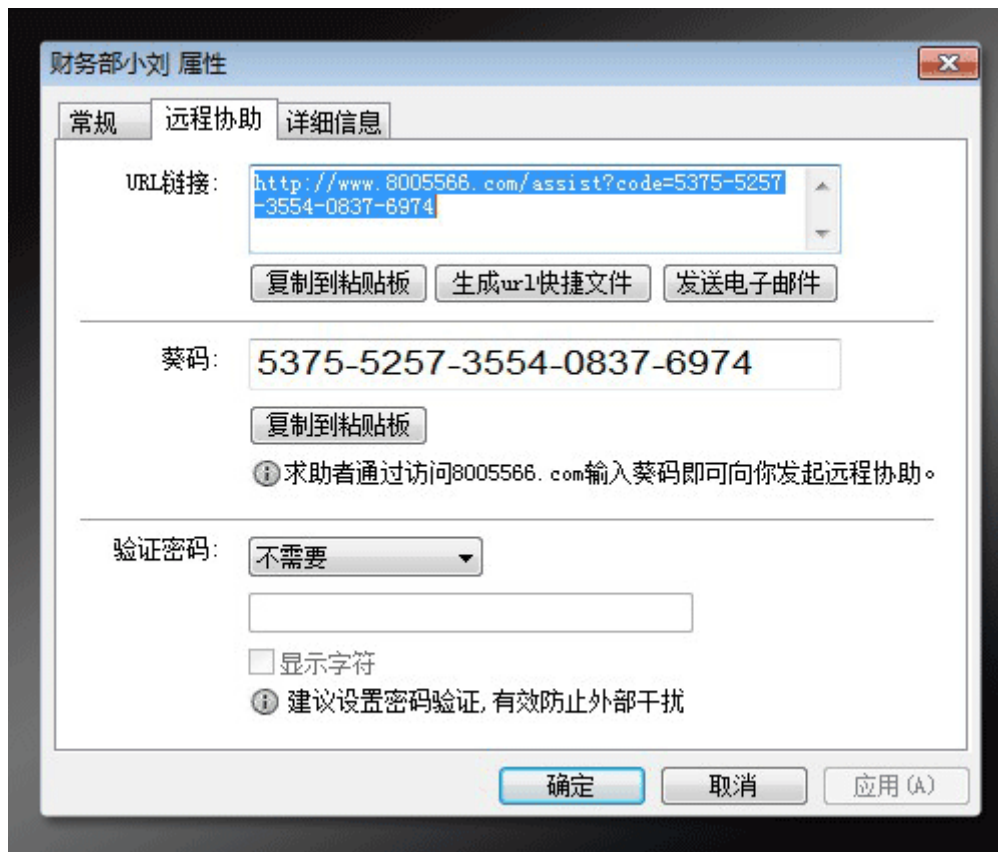 财务部小刘 属性
常规 远程协助 详细信息
URL链接:
http://www.8005566.com/assist?code=5375-5257
-3554-0837-6974
复制到粘贴板 生成url快捷文件 发送电子邮件
葵码: 5375-5257-3554-0837-6974
复制到粘贴板
求助者通过访问8005566.com输入葵码即可向你发起远程协助。
验证密码: 不需要
显示字符
建议设置密码验证,有效防止外部干扰
确定 取消 应用(A)